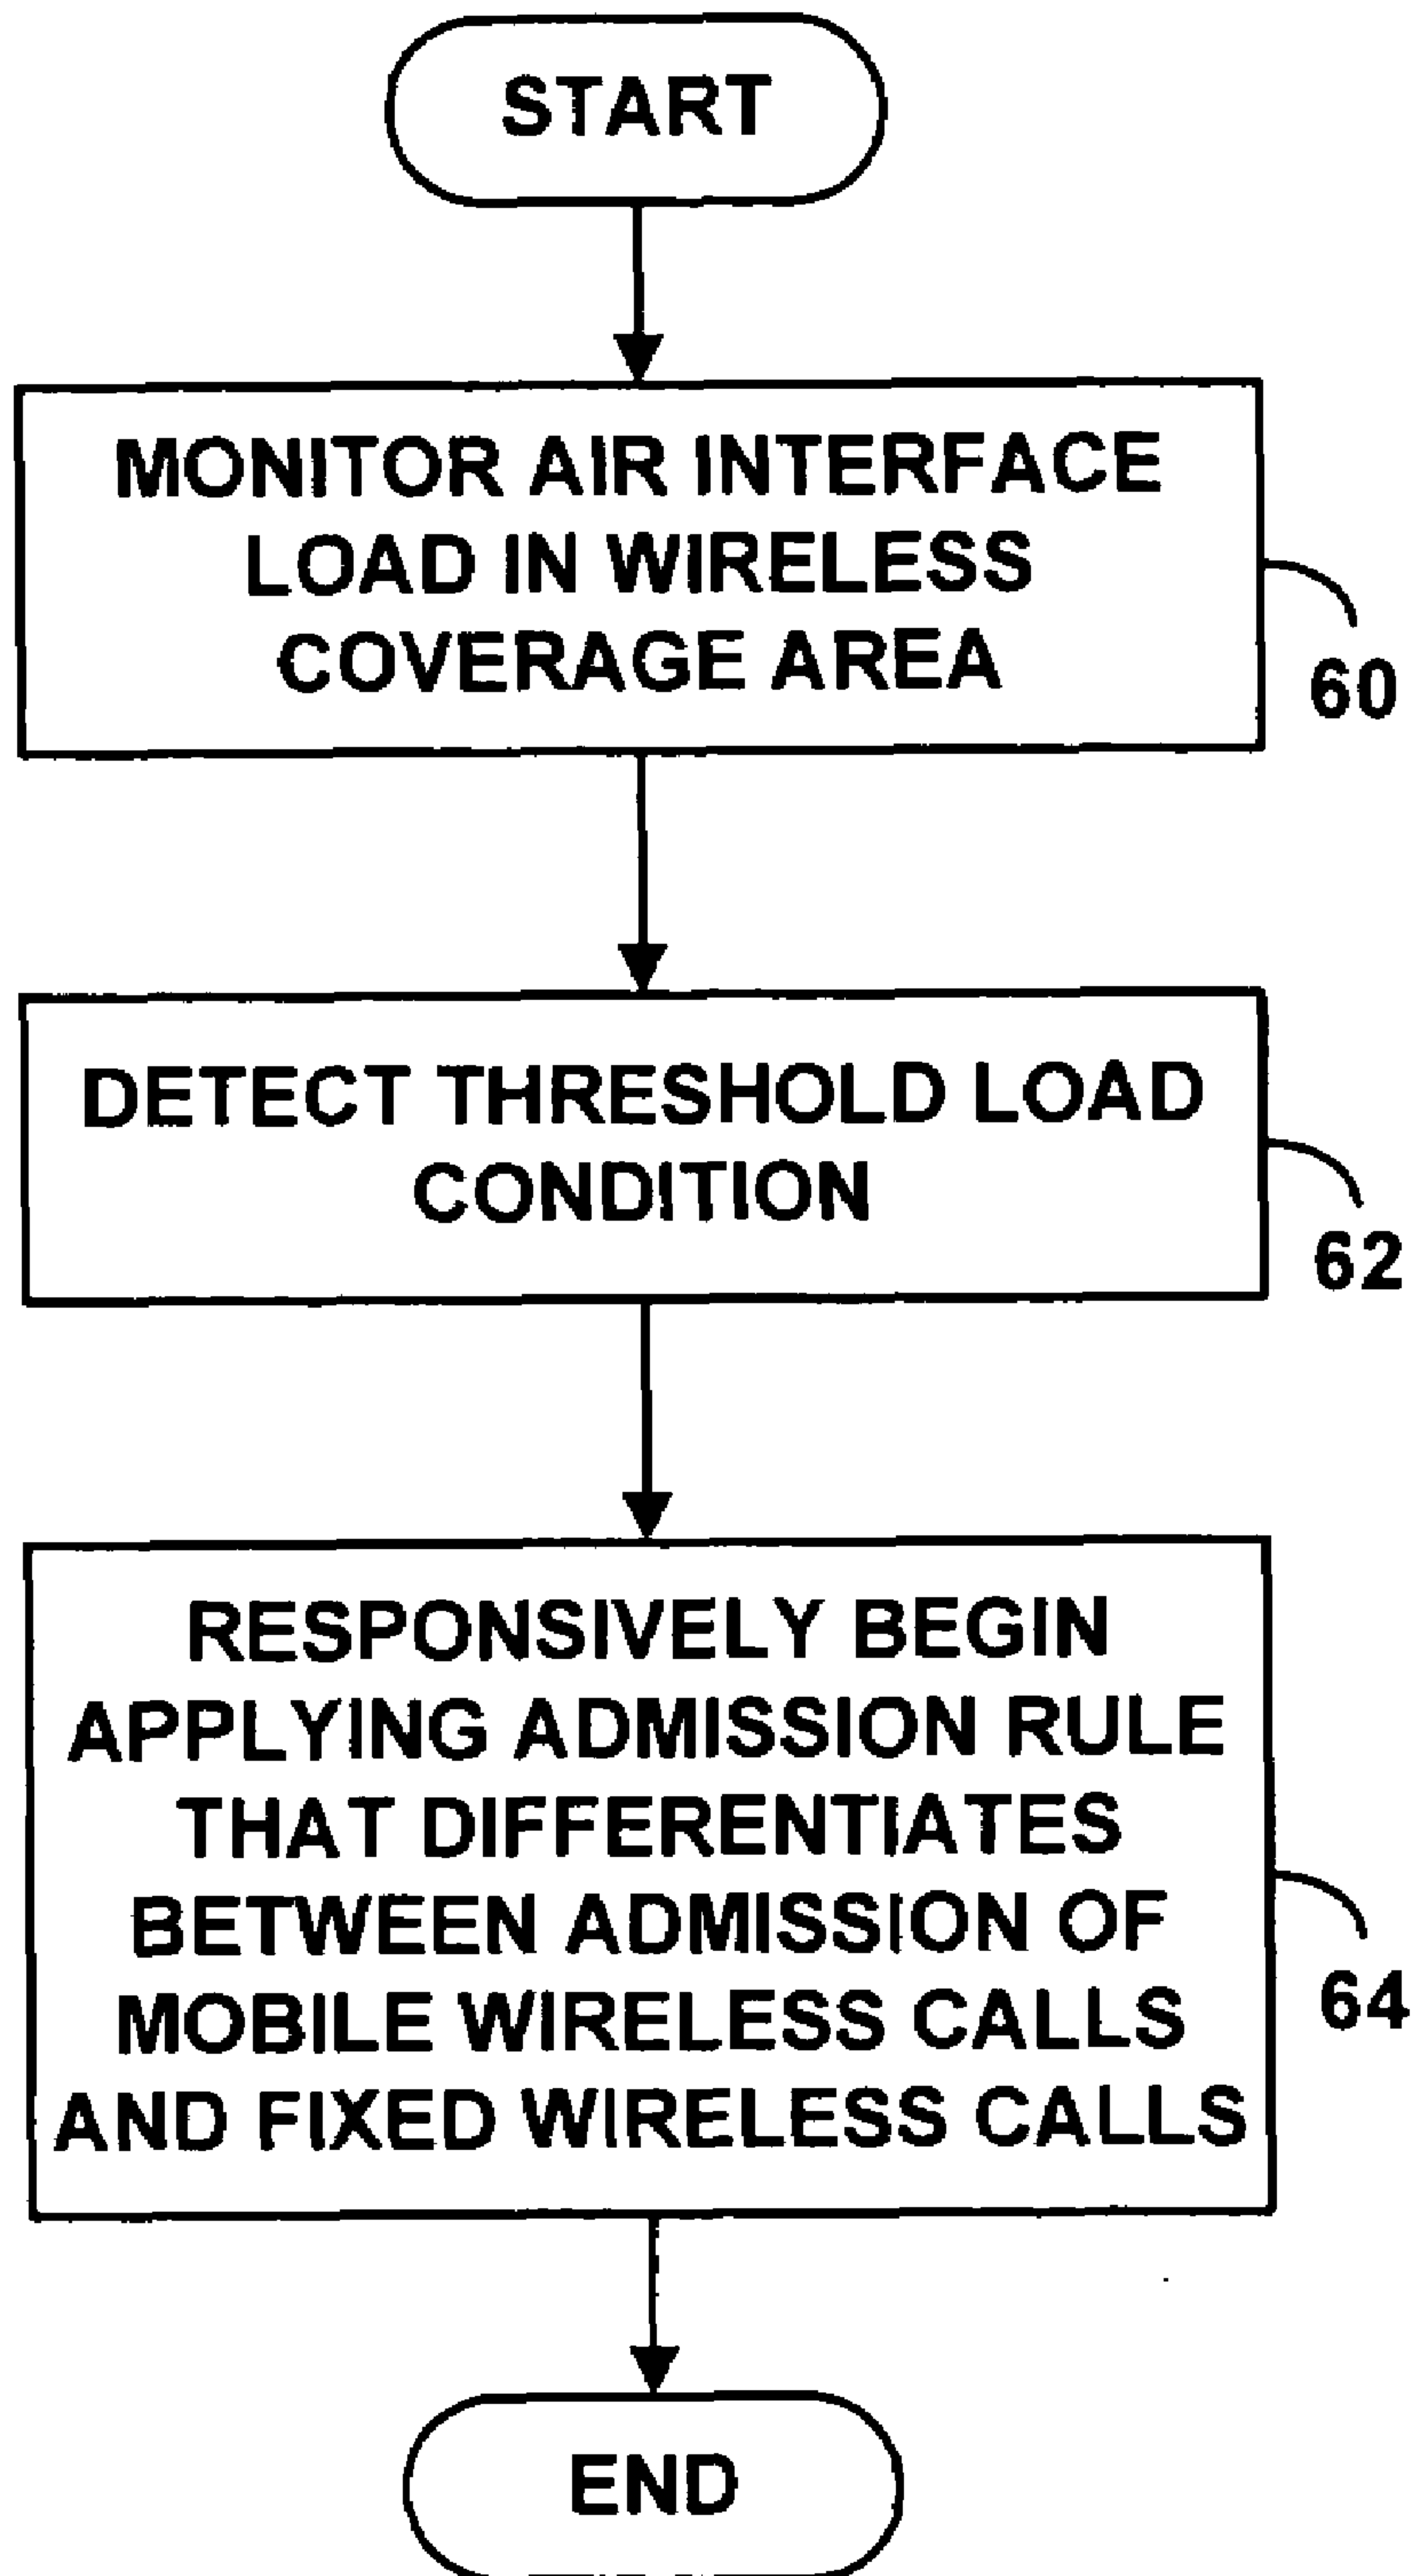 START
MONITOR AIR INTERFACE
LOAD IN WIRELESS
COVERAGE AREA
60
DETECT THRESHOLD LOAD
CONDITION
62
RESPONSIVELY BEGIN
APPLYING ADMISSION RULE
THAT DIFFERENTIATES
BETWEEN ADMISSION OF
MOBILE WIRELESS CALLS
AND FIXED WIRELESS CALLS
64
END